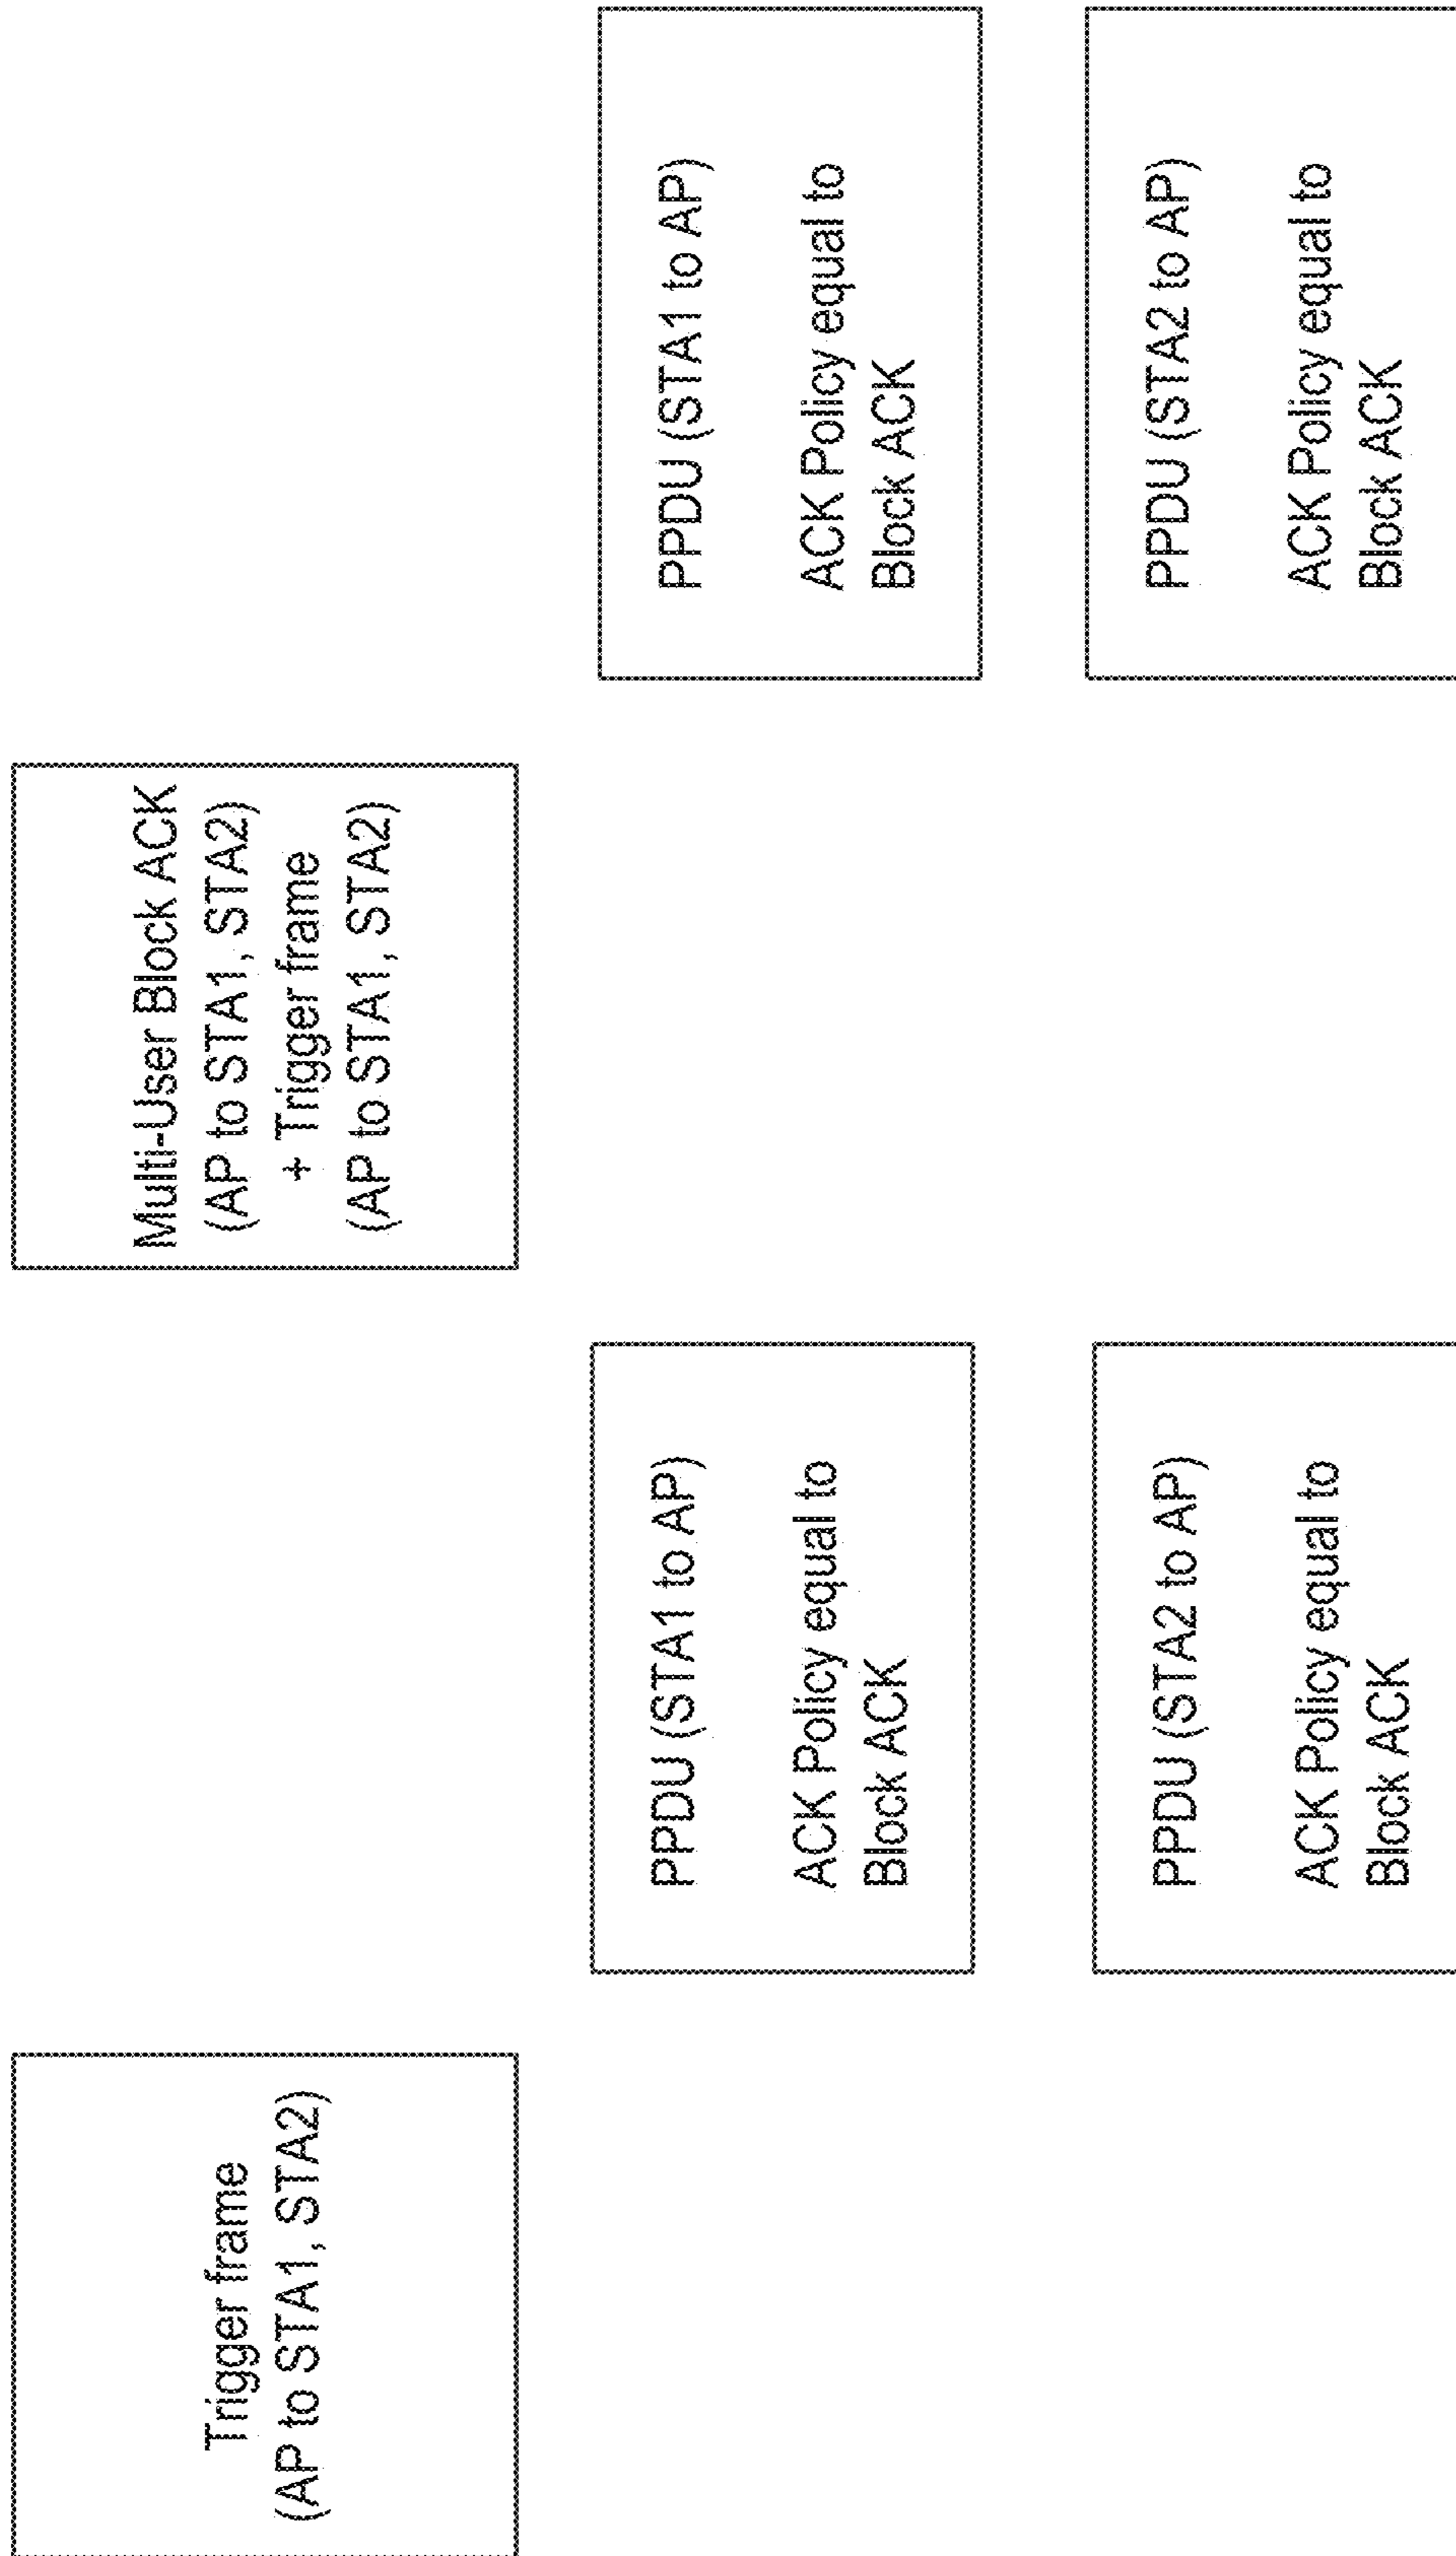 Trigger frame
(AP to STA1, STA2)
PPDU (STA1 to AP)
ACK Policy equal to
Block ACK
PPDU (STA2 to AP)
ACK Policy equal to
Block ACK
Multi-User Block ACK
(AP to STA1, STA2)
+ Trigger frame
(AP to STA1, STA2)
PPDU (STA1 to AP)
ACK Policy equal to
Block ACK
PPDU (STA2 to AP)
ACK Policy equal to
Block ACK